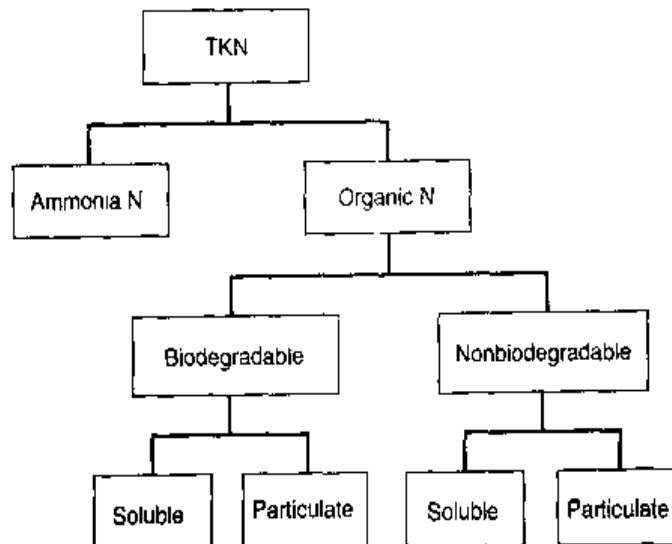 TKN
Ammonia N
Organic N
Biodegradable
Nonbiodegradable
Soluble
Particulate
Soluble
Particulate